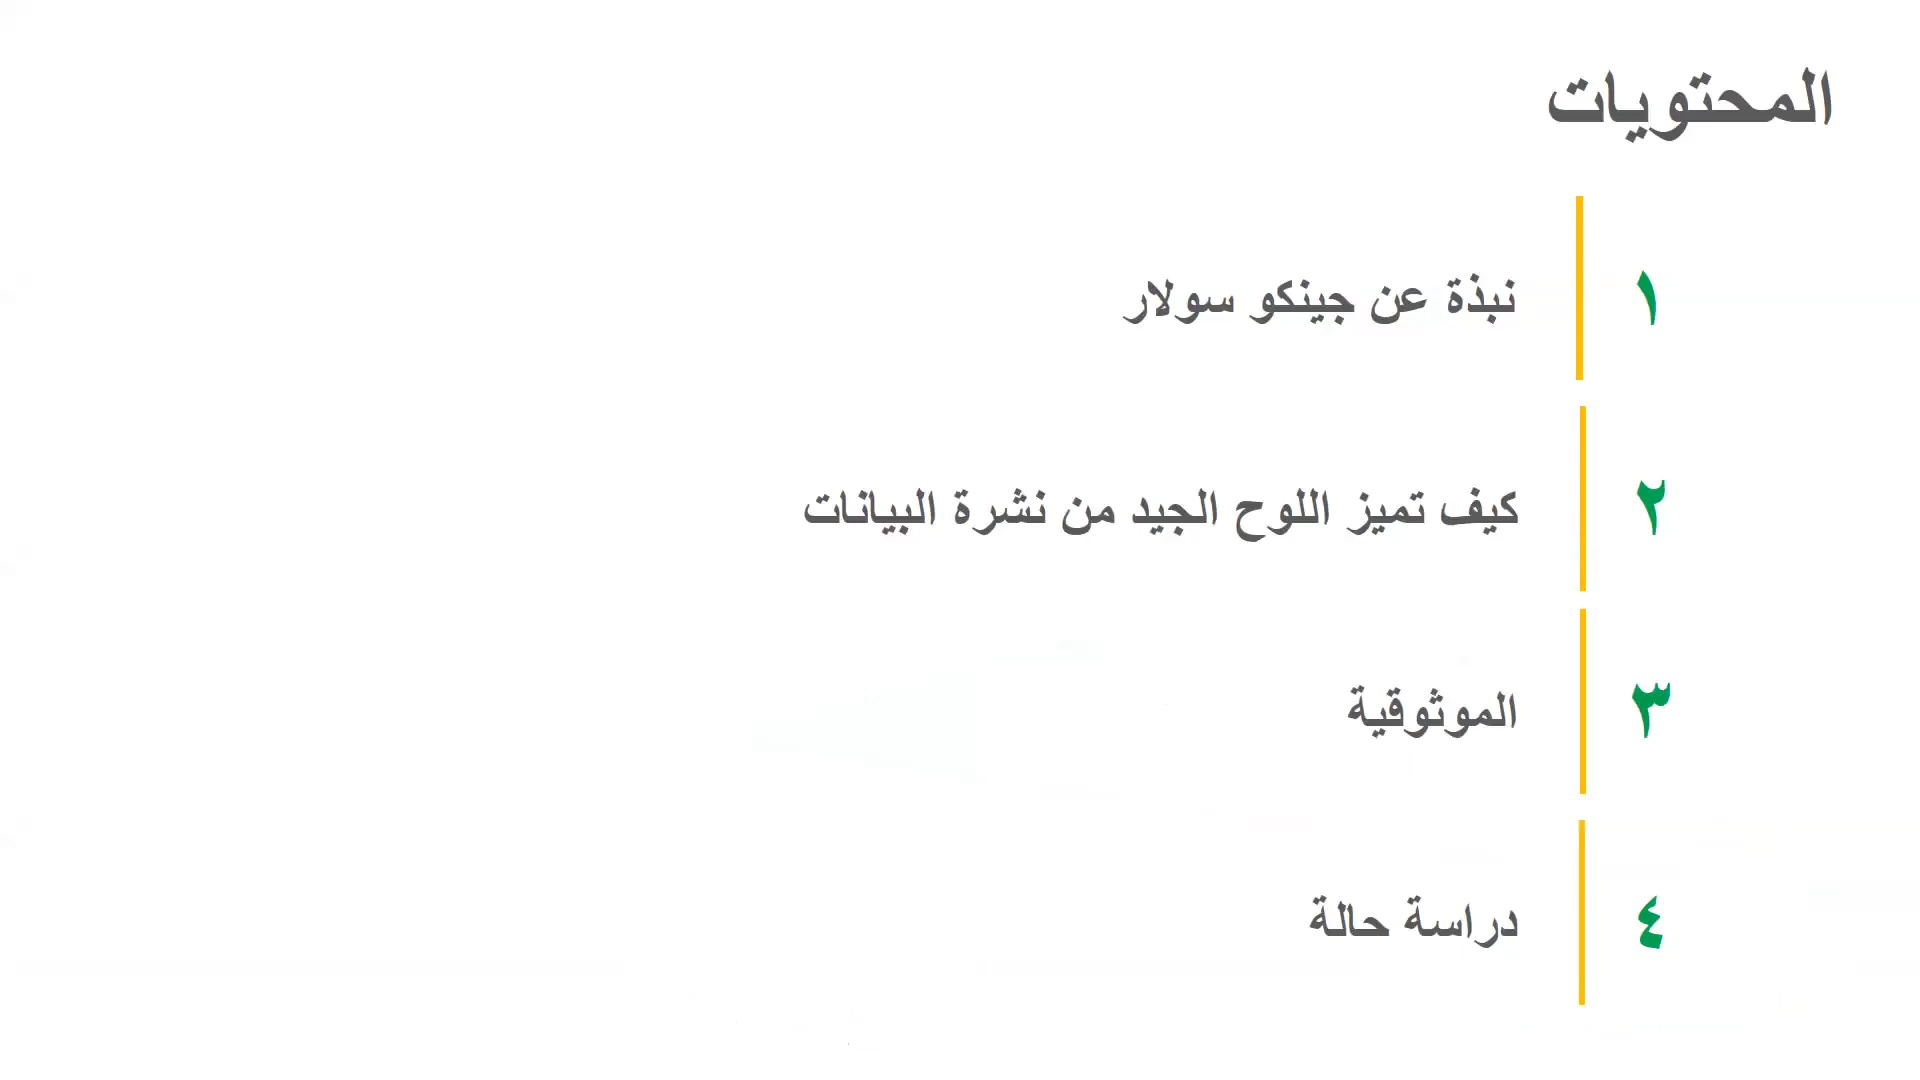 المحتويات
١ نبذة عن جينكو سولار
٢ كيف تميز اللوح الجيد من نشرة البيانات
٣ الموثوقية
٤ دراسة حالة